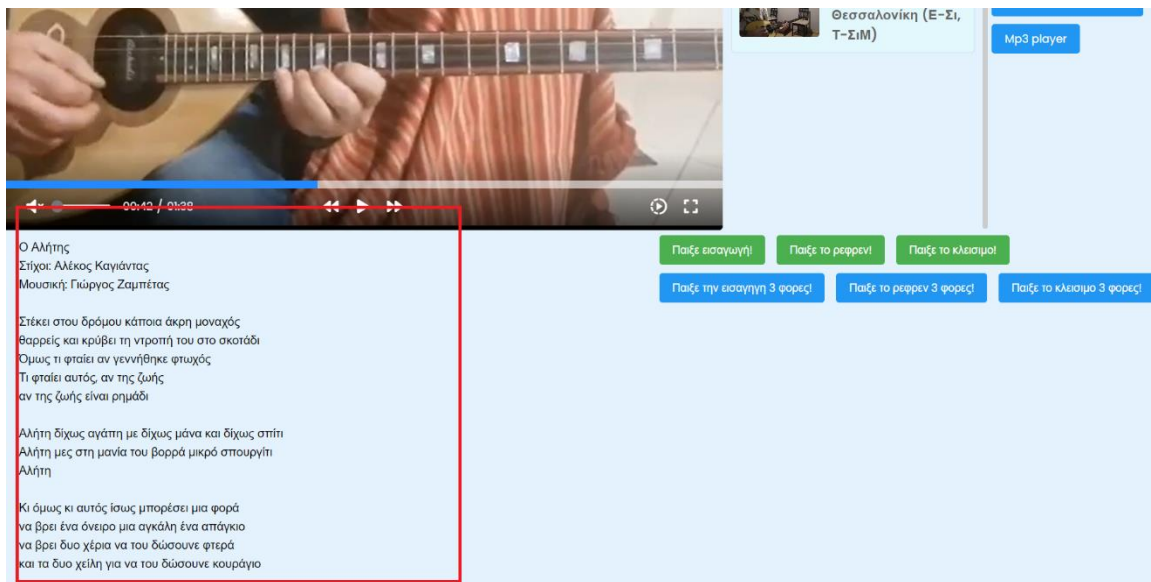 Θεσσαλονίκη (Ε-Σι,
Τ-ΣιΜ)
Mp3 player
00:42 / 01:38
Ο Αλήτης
Στίχοι: Αλέκος Καγιάντας
Μουσική: Γιώργος Ζαμπέτας
Στέκει στου δρόμου κάποια άκρη μοναχός
θαρρείς και κρύβει τη ντροπή του στο σκοτάδι
Όμως τι φταίει αν γεννήθηκε φτωχός
Τι φταίει αυτός, αν της ζωής
αν της ζωής είναι ρημάδι
Αλήτη δίχως αγάπη με δίχως μάνα και δίχως σπίτι
Αλήτη μες στη μανία του βορρά μικρό σπουργίτι
Αλήτη
Κι όμως κι αυτός ίσως μπορέσει μια φορά
να βρει ένα όνειρο μια αγκάλη ένα απάγκιο
να βρει δυο χέρια να του δώσουνε φτερά
και τα δυο χείλη για να του δώσουνε κουράγιο
Παιξε εισαγωγή! Παιξε το ρεφρεν! Παιξε το κλεισιμο!
Παιξε την εισαγηγη 3 φορες! Παιξε το ρεφρεν 3 φορες! Παιξε το κλεισιμο 3 φορες!